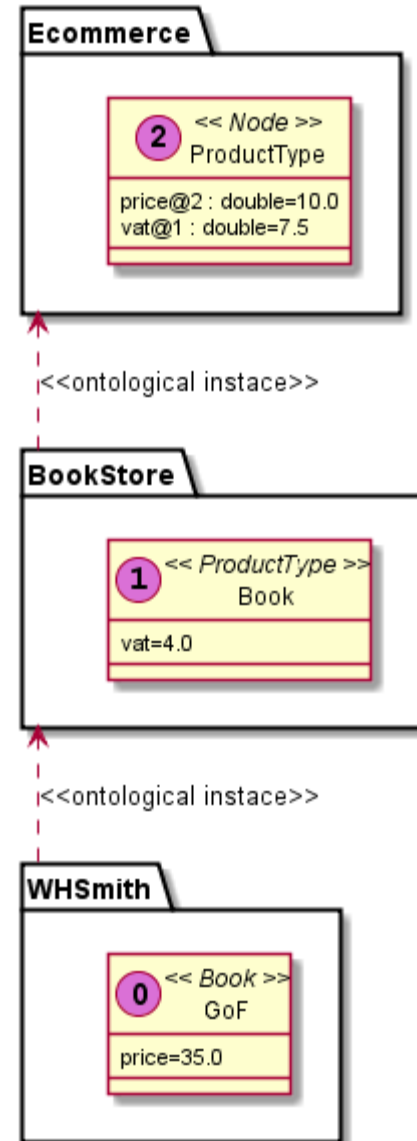 Ecommerce
2
<< Node >>
ProductType
price@2 : double=10.0
vat@1 : double=7.5
<<ontological instace>>
BookStore
1
<< ProductType >>
Book
vat=4.0
<<ontological instace>>
WHSmith
0
<< Book >>
GoF
price=35.0